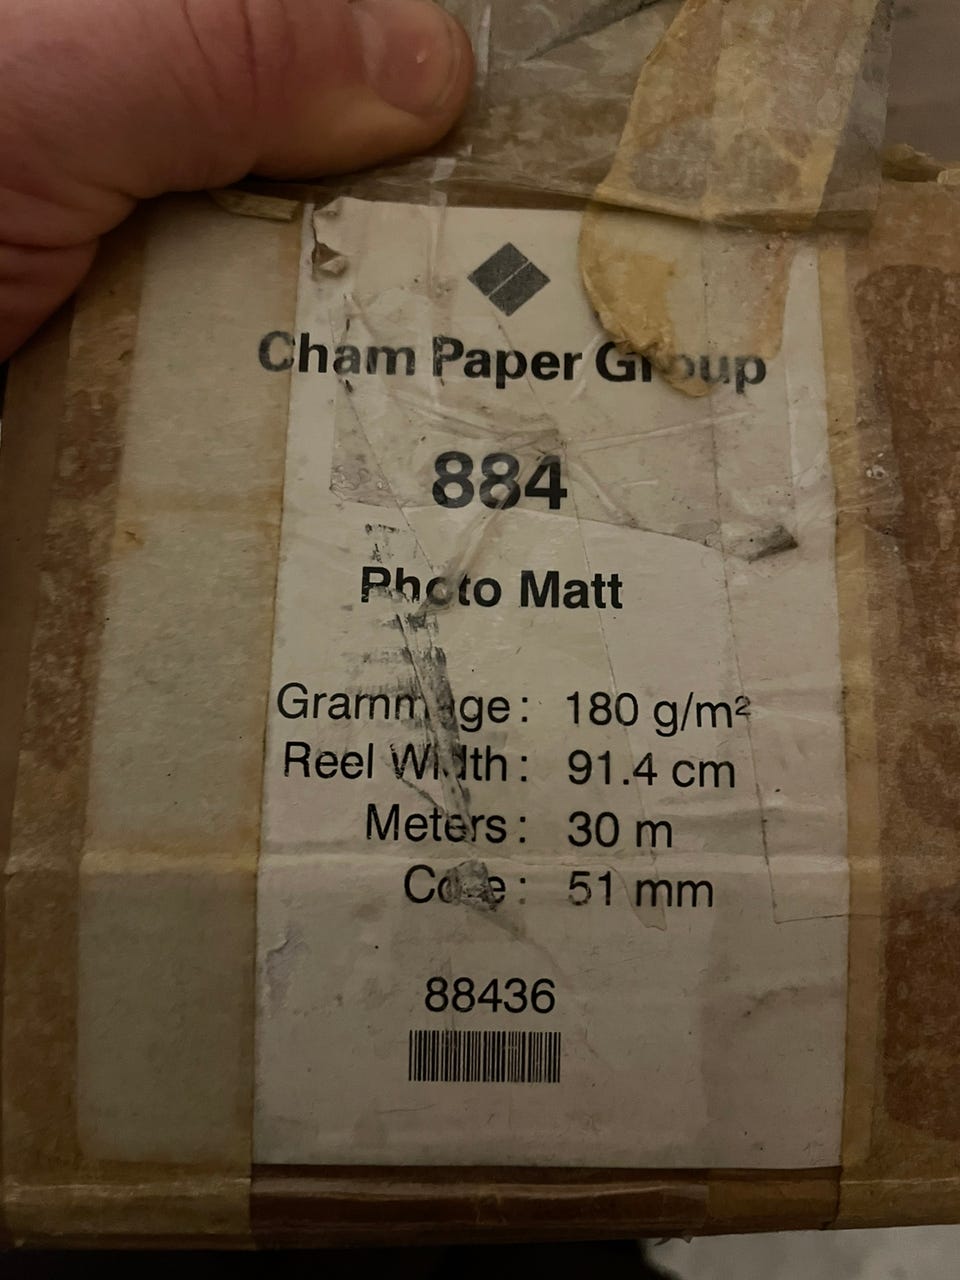 Cham Paper Group
884
Photo Matt
Grammage: 180 g/m²
Reel Width: 91.4 cm
Meters: 30 m
Core: 51 mm
88436